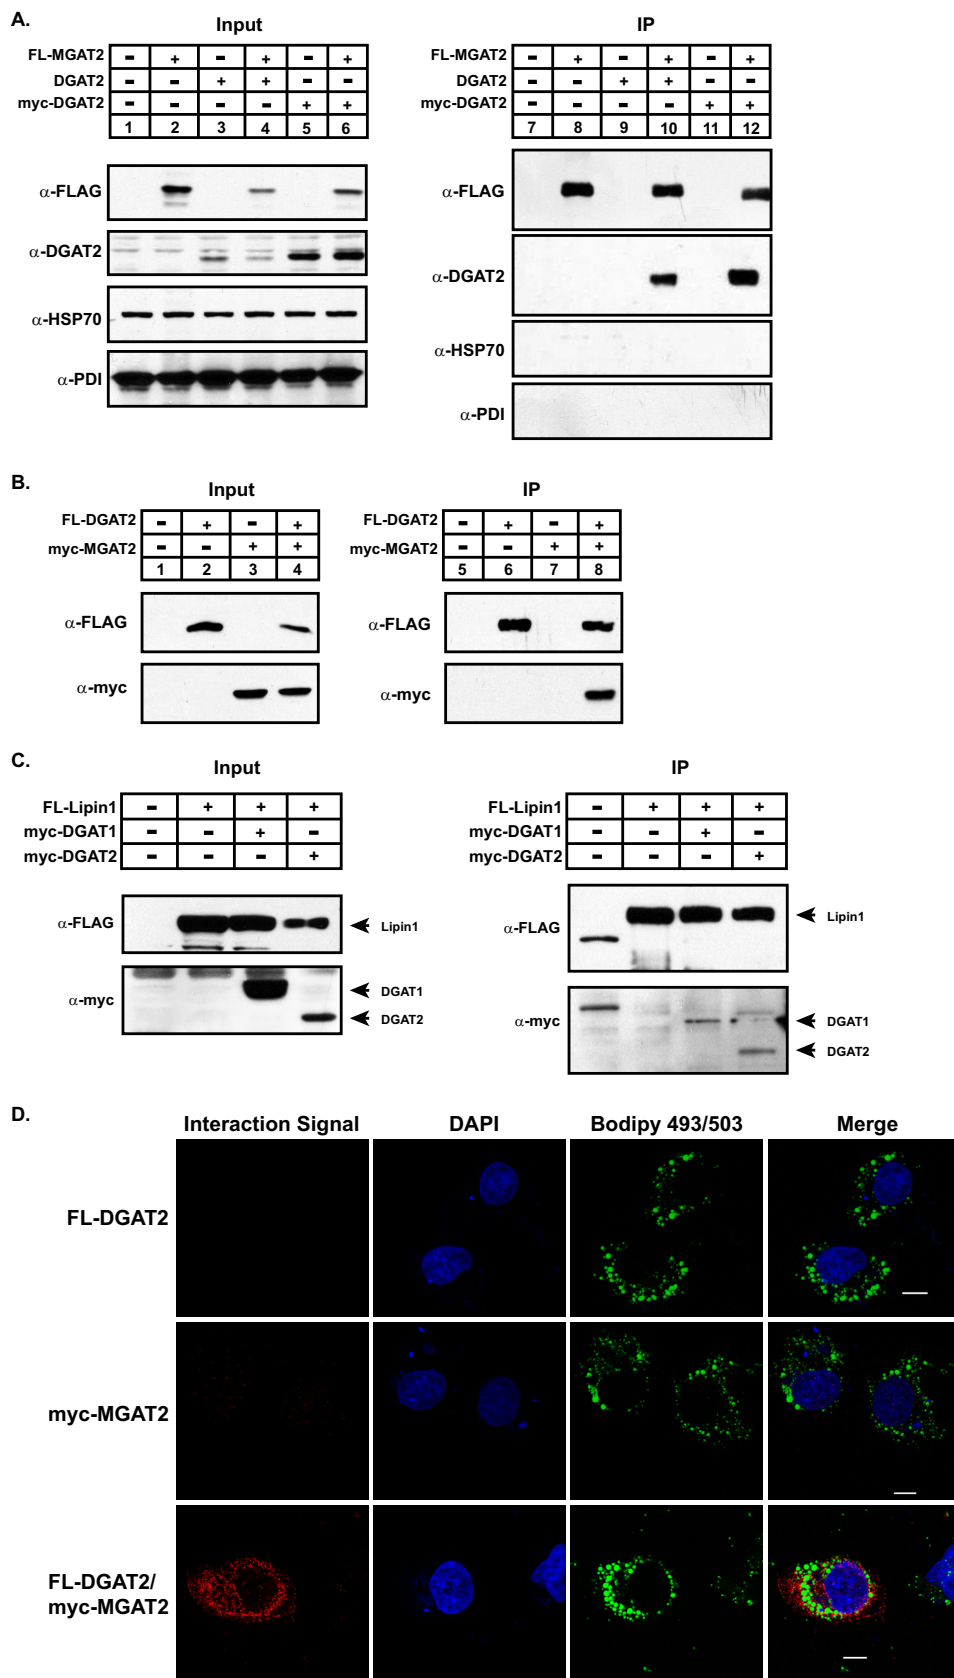 A.
Input
FL-MGAT2 - + - + - +
DGAT2 - - + + - -
myc-DGAT2 - - - - + +
1 2 3 4 5 6
α-FLAG
α-DGAT2
α-HSP70
α-PDI
IP
FL-MGAT2 - + - + - +
DGAT2 - - + + - -
myc-DGAT2 - - - - + +
7 8 9 10 11 12
α-FLAG
α-DGAT2
α-HSP70
α-PDI
B.
Input
FL-DGAT2 - + - +
myc-MGAT2 - - + +
1 2 3 4
α-FLAG
α-myc
IP
FL-DGAT2 - + - +
myc-MGAT2 - - + +
5 6 7 8
α-FLAG
α-myc
C.
Input
FL-Lipin1 - + + +
myc-DGAT1 - - + -
myc-DGAT2 - - - +
α-FLAG
Lipin1
α-myc
DGAT1
DGAT2
IP
FL-Lipin1 - + + +
myc-DGAT1 - - + -
myc-DGAT2 - - - +
α-FLAG
Lipin1
α-myc
DGAT1
DGAT2
D.
Interaction Signal DAPI Bodipy 493/503 Merge
FL-DGAT2
myc-MGAT2
FL-DGAT2/
myc-MGAT2